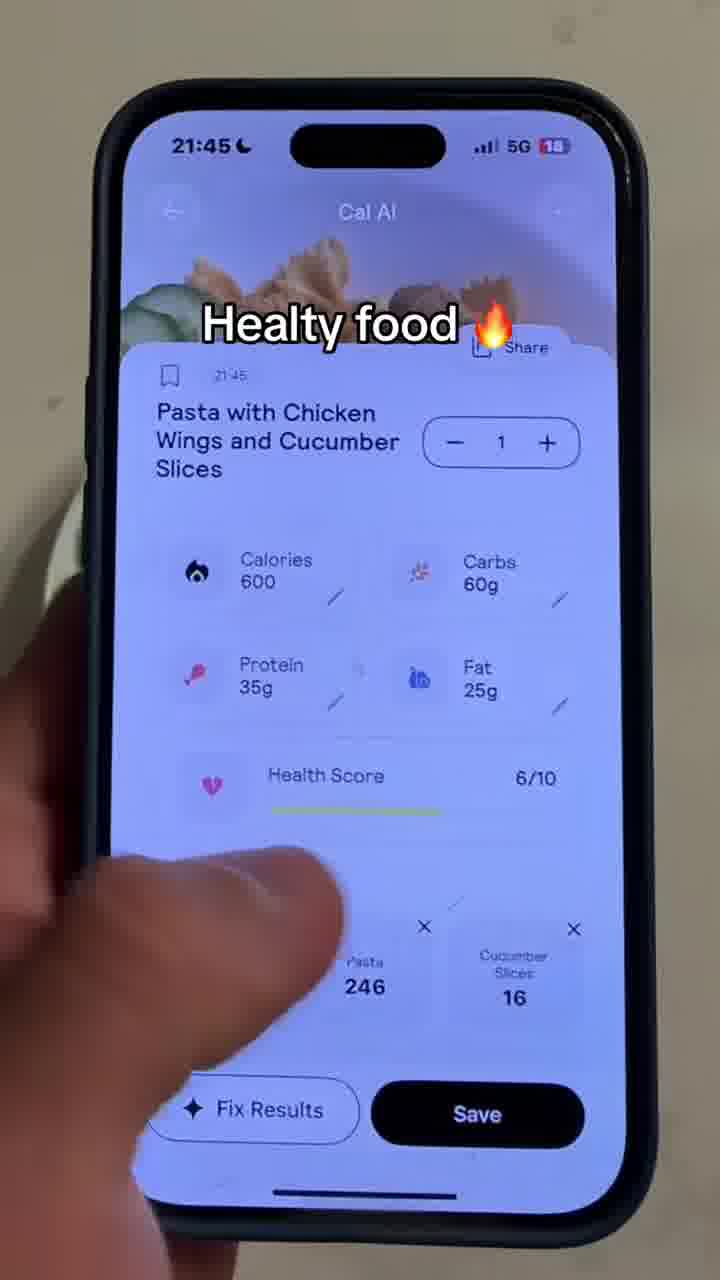 21:45
5G 18
Cal AI
Healty food 🔥
Share
21:45
Pasta with Chicken
Wings and Cucumber
Slices
1
Calories
600
Carbs
60g
Protein
35g
Fat
25g
Health Score
6/10
Pasta
246
Cucumber
Slices
16
Fix Results
Save